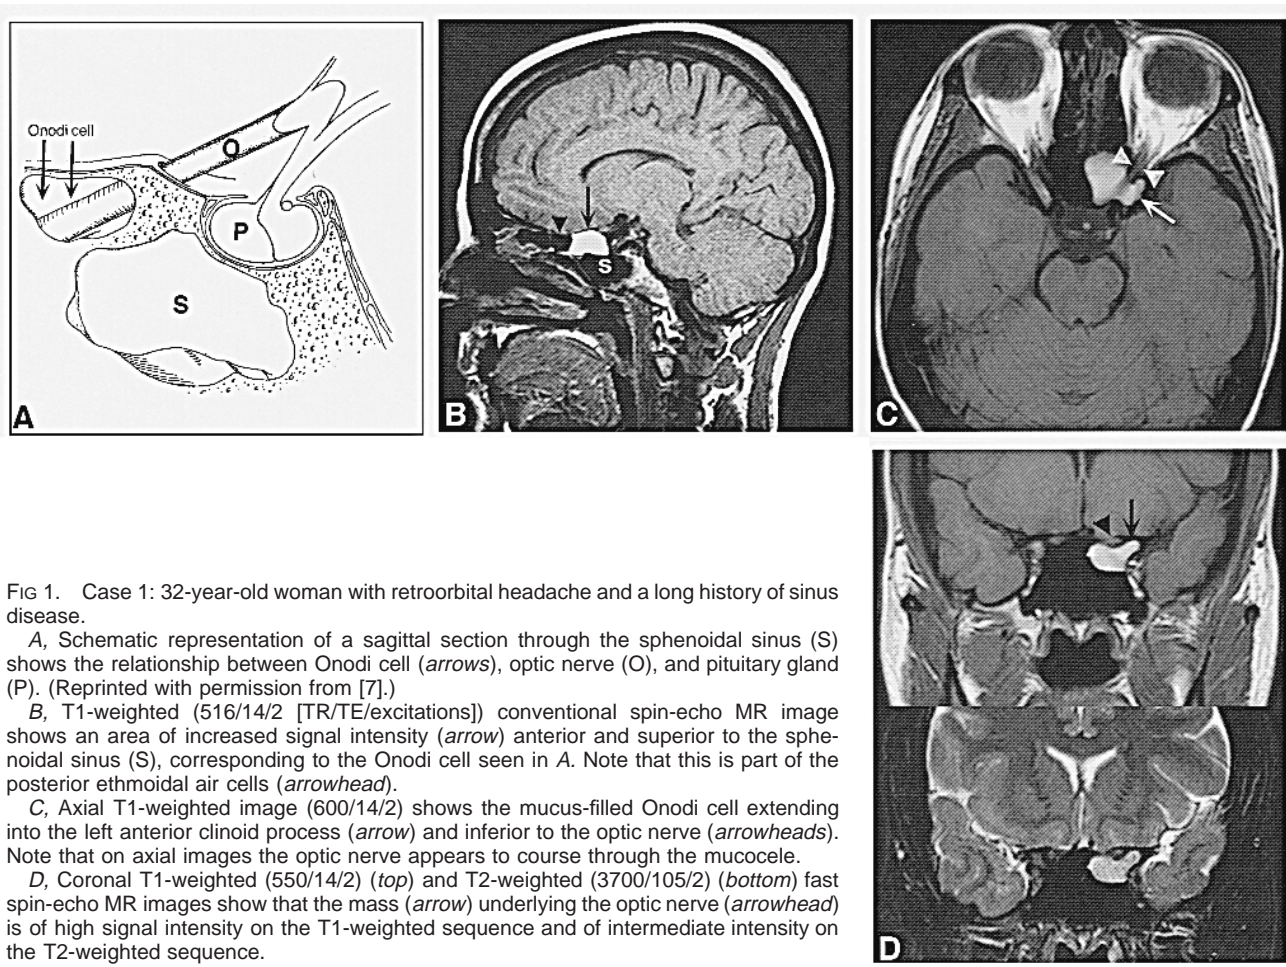 Onodi cell
O
P
S
A
S
B
C
FIG 1. Case 1: 32-year-old woman with retroorbital headache and a long history of sinus
disease.
A, Schematic representation of a sagittal section through the sphenoidal sinus (S)
shows the relationship between Onodi cell (arrows), optic nerve (O), and pituitary gland
(P). (Reprinted with permission from [7].)
B, T1-weighted (516/14/2 [TR/TE/excitations]) conventional spin-echo MR image
shows an area of increased signal intensity (arrow) anterior and superior to the sphe-
noidal sinus (S), corresponding to the Onodi cell seen in A. Note that this is part of the
posterior ethmoidal air cells (arrowhead).
C, Axial T1-weighted image (600/14/2) shows the mucus-filled Onodi cell extending
into the left anterior clinoid process (arrow) and inferior to the optic nerve (arrowheads).
Note that on axial images the optic nerve appears to course through the mucocele.
D, Coronal T1-weighted (550/14/2) (top) and T2-weighted (3700/105/2) (bottom) fast
spin-echo MR images show that the mass (arrow) underlying the optic nerve (arrowhead)
is of high signal intensity on the T1-weighted sequence and of intermediate intensity on
the T2-weighted sequence.
D